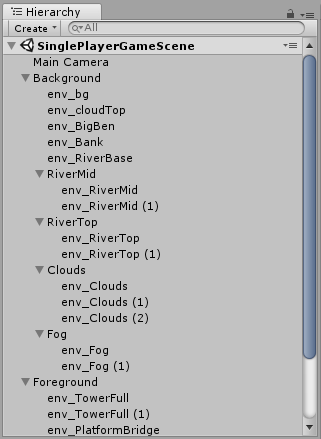 Hierarchy
Create
All
SinglePlayerGameScene
Main Camera
Background
env_bg
env_cloudTop
env_BigBen
env_Bank
env_RiverBase
RiverMid
env_RiverMid
env_RiverMid (1)
RiverTop
env_RiverTop
env_RiverTop (1)
Clouds
env_Clouds
env_Clouds (1)
env_Clouds (2)
Fog
env_Fog
env_Fog (1)
Foreground
env_TowerFull
env_TowerFull (1)
env_PlatformBridge